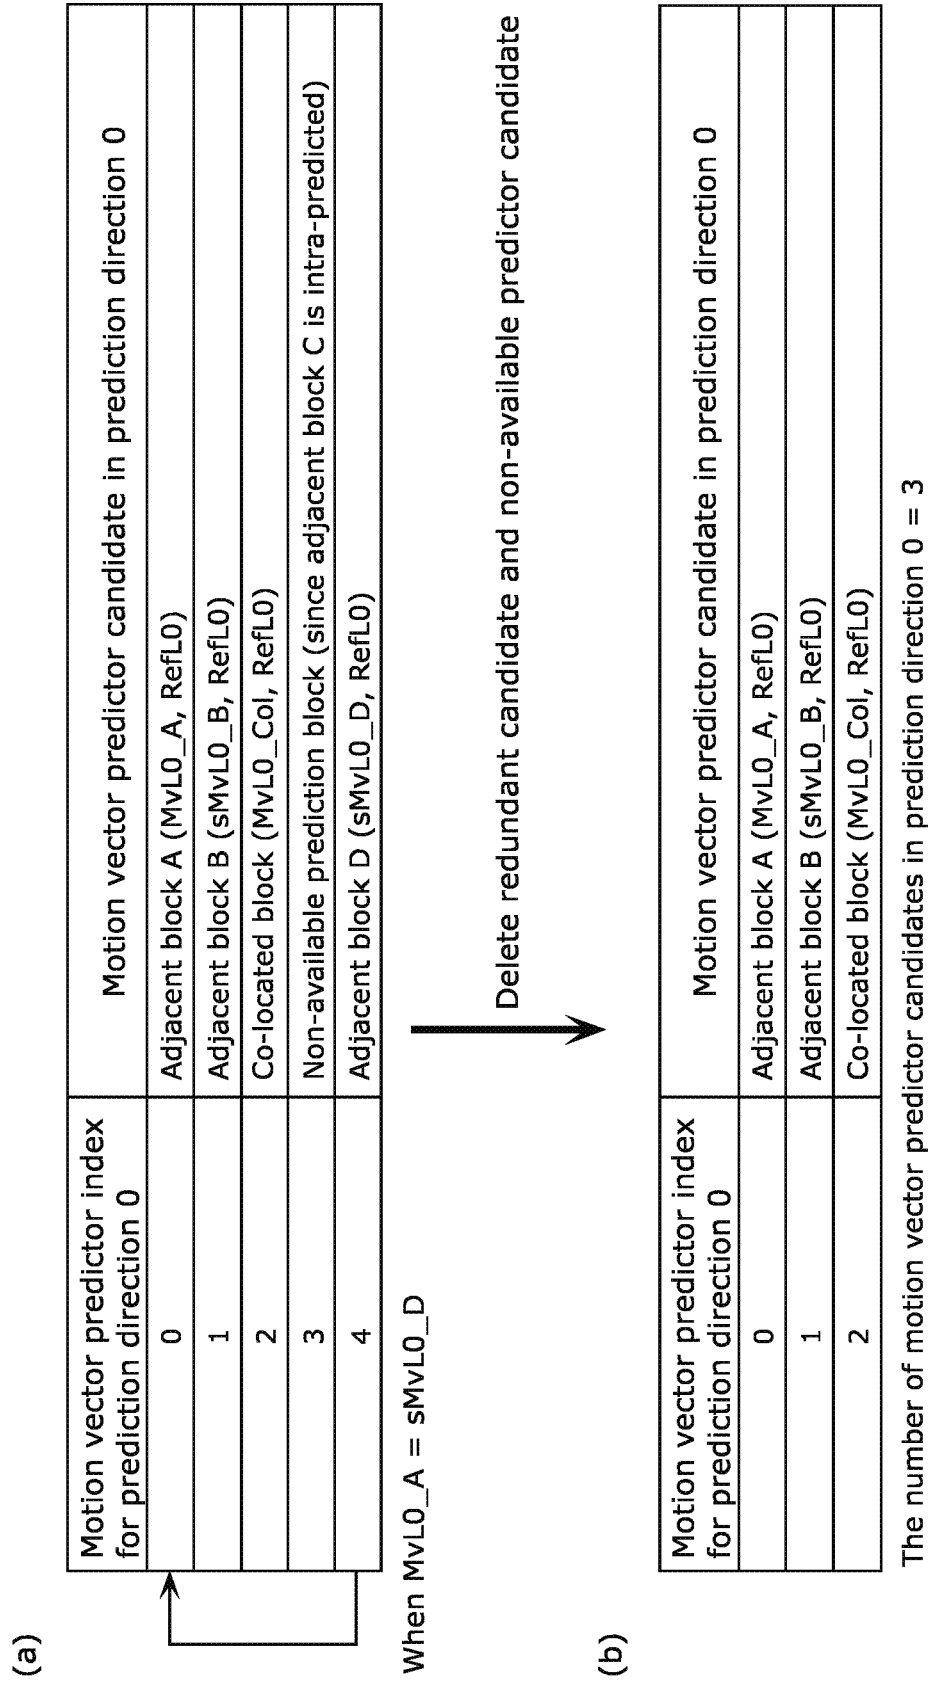 (a)
Motion vector predictor index
for prediction direction 0
Motion vector predictor candidate in prediction direction 0
0
Adjacent block A (MvL0_A, RefL0)
1
Adjacent block B (sMvL0_B, RefL0)
2
Co-located block (MvL0_Col, RefL0)
3
Non-available prediction block (since adjacent block C is intra-predicted)
4
Adjacent block D (sMvL0_D, RefL0)
When MvL0_A = sMvL0_D
Delete redundant candidate and non-available predictor candidate
(b)
Motion vector predictor index
for prediction direction 0
Motion vector predictor candidate in prediction direction 0
0
Adjacent block A (MvL0_A, RefL0)
1
Adjacent block B (sMvL0_B, RefL0)
2
Co-located block (MvL0_Col, RefL0)
The number of motion vector predictor candidates in prediction direction 0 = 3